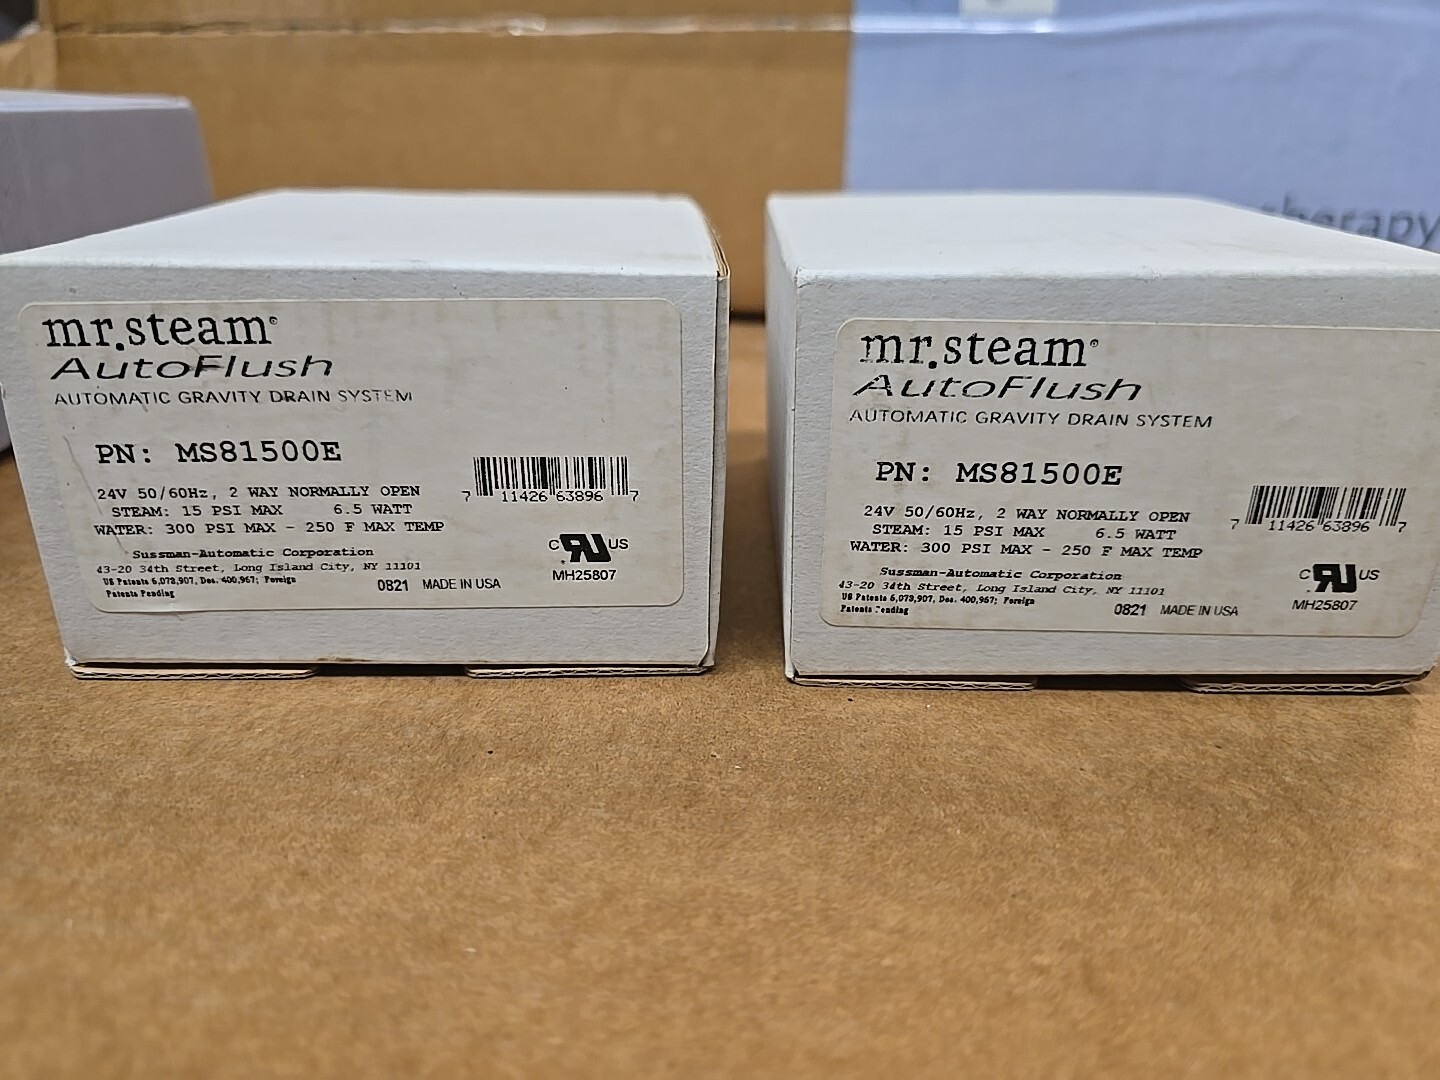 mr.steam®
AutoFlush
AUTOMATIC GRAVITY DRAIN SYSTEM
PN: MS81500E
24V 50/60Hz, 2 WAY NORMALLY OPEN
STEAM: 15 PSI MAX 6.5 WATT
WATER: 300 PSI MAX - 250 F MAX TEMP
Sussman-Automatic Corporation
43-20 34th Street, Long Island City, NY 11101
US Patents 6,078,907, Des. 400,967; Foreign
Patents Pending
0821 MADE IN USA
7 11426 63896 7
C RU US
MH25807
mr.steam®
AutoFlush
AUTOMATIC GRAVITY DRAIN SYSTEM
PN: MS81500E
24V 50/60Hz, 2 WAY NORMALLY OPEN
STEAM: 15 PSI MAX 6.5 WATT
WATER: 300 PSI MAX - 250 F MAX TEMP
Sussman-Automatic Corporation
43-20 34th Street, Long Island City, NY 11101
US Patents 6,078,907, Des. 400,967; Foreign
Patents Pending
0821 MADE IN USA
7 11426 63896 7
C RU US
MH25807
therapy